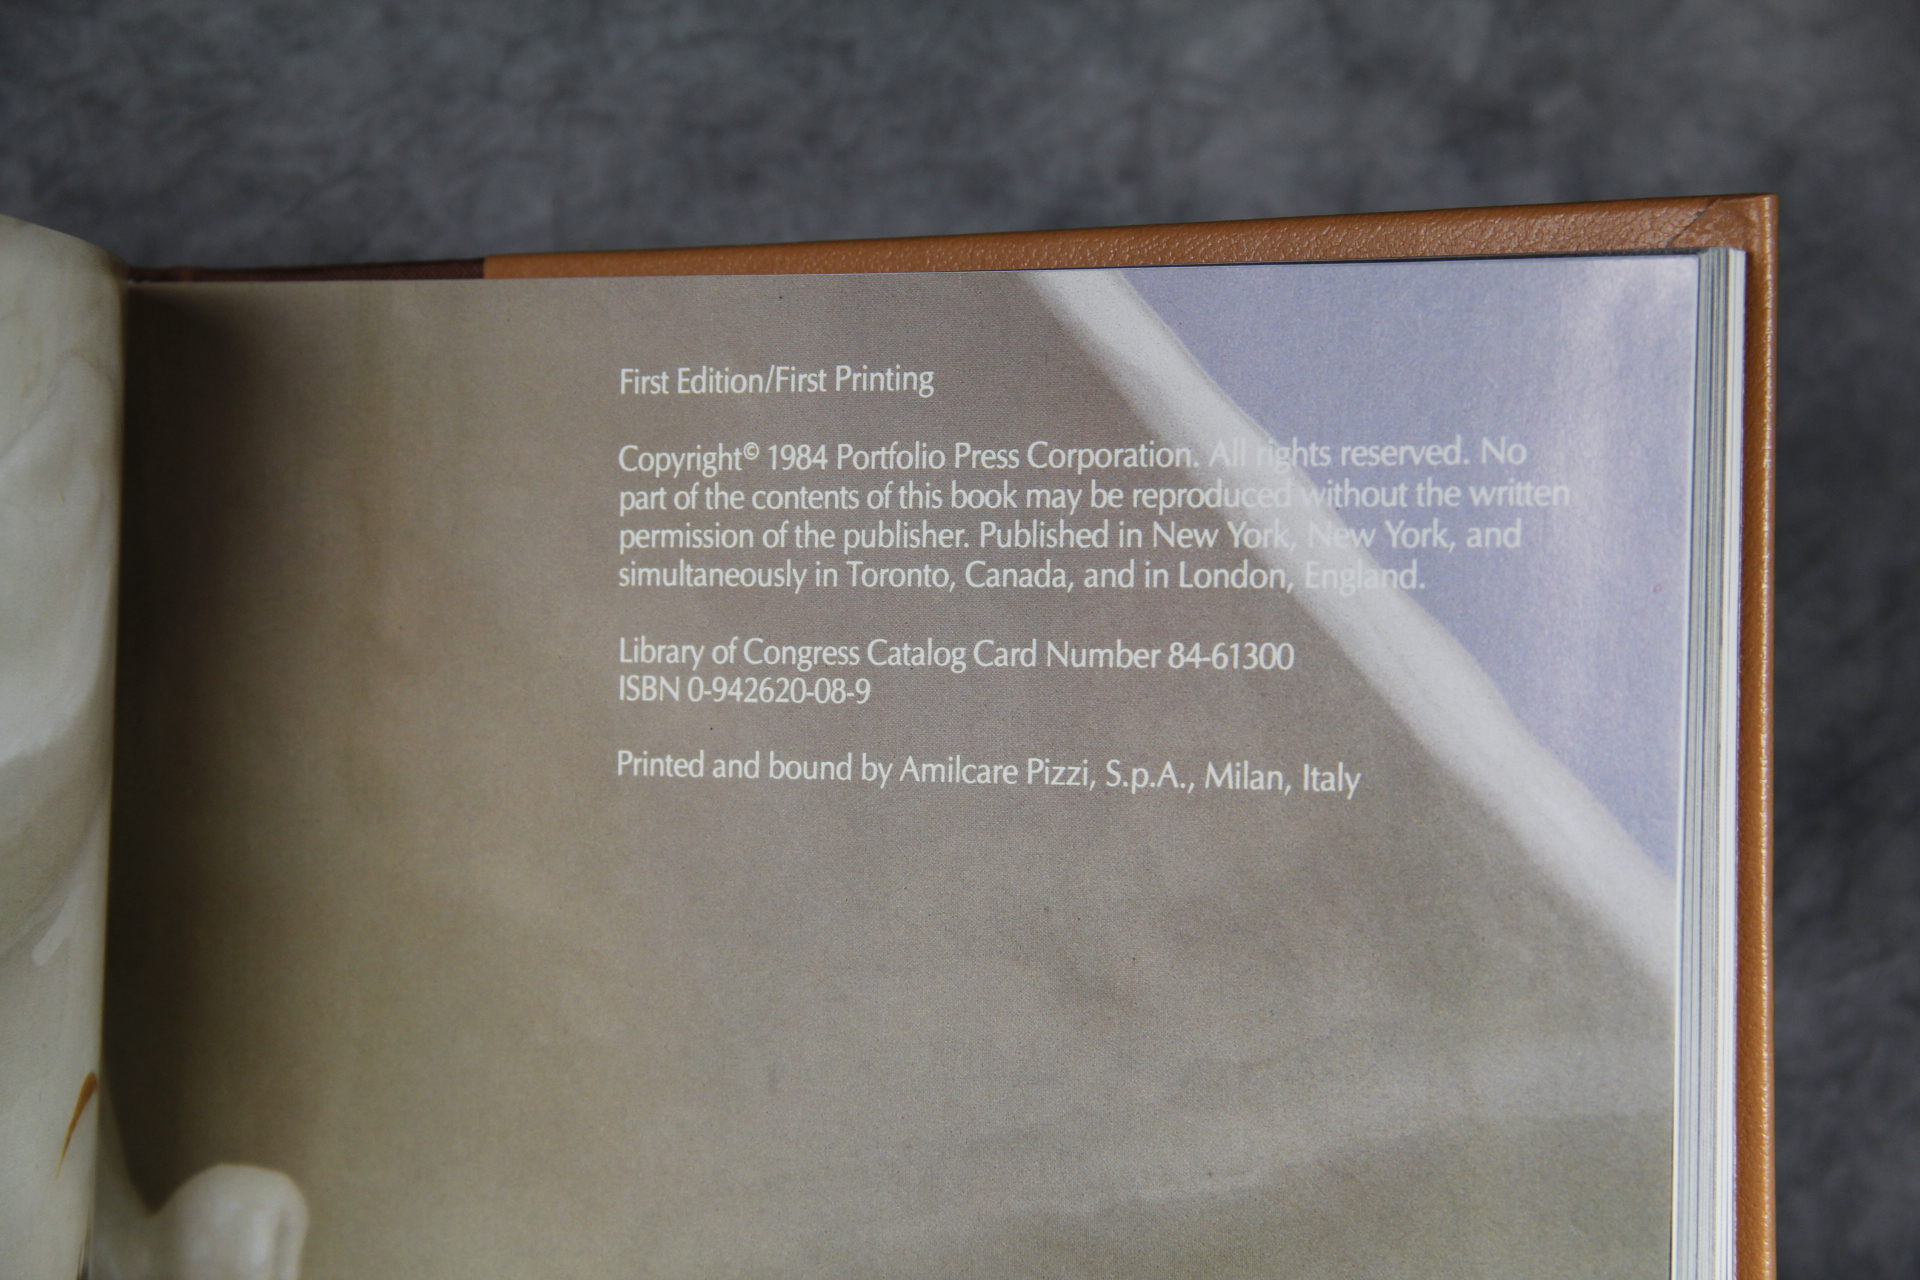 First Edition/First Printing
Copyright© 1984 Portfolio Press Corporation. All rights reserved. No
part of the contents of this book may be reproduced without the written
permission of the publisher. Published in New York, New York, and
simultaneously in Toronto, Canada, and in London, England.
Library of Congress Catalog Card Number 84-61300
ISBN 0-942620-08-9
Printed and bound by Amilcare Pizzi, S.p.A., Milan, Italy